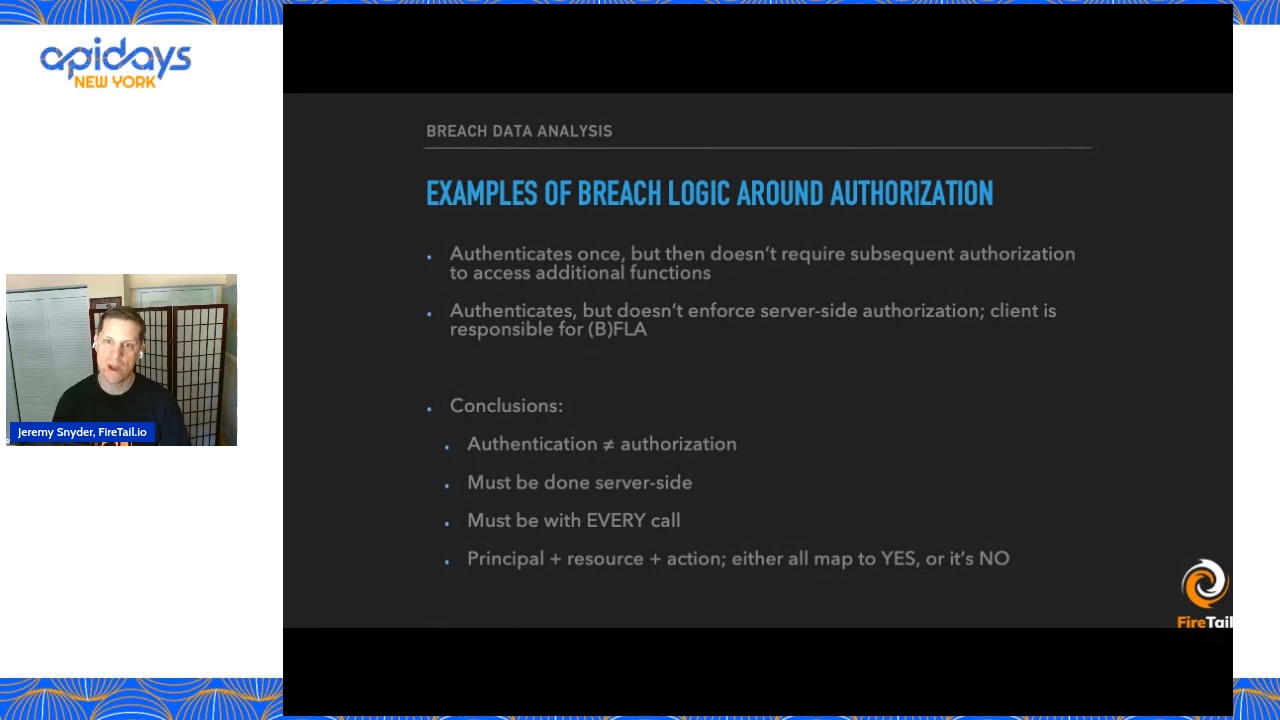 apidays
NEW YORK
BREACH DATA ANALYSIS
EXAMPLES OF BREACH LOGIC AROUND AUTHORIZATION
• Authenticates once, but then doesn’t require subsequent authorization
to access additional functions
• Authenticates, but doesn’t enforce server-side authorization; client is
responsible for (B)FLA
• Conclusions:
• Authentication ≠ authorization
• Must be done server-side
• Must be with EVERY call
• Principal + resource + action; either all map to YES, or it’s NO
Jeremy Snyder, FireTail.io
FireTail